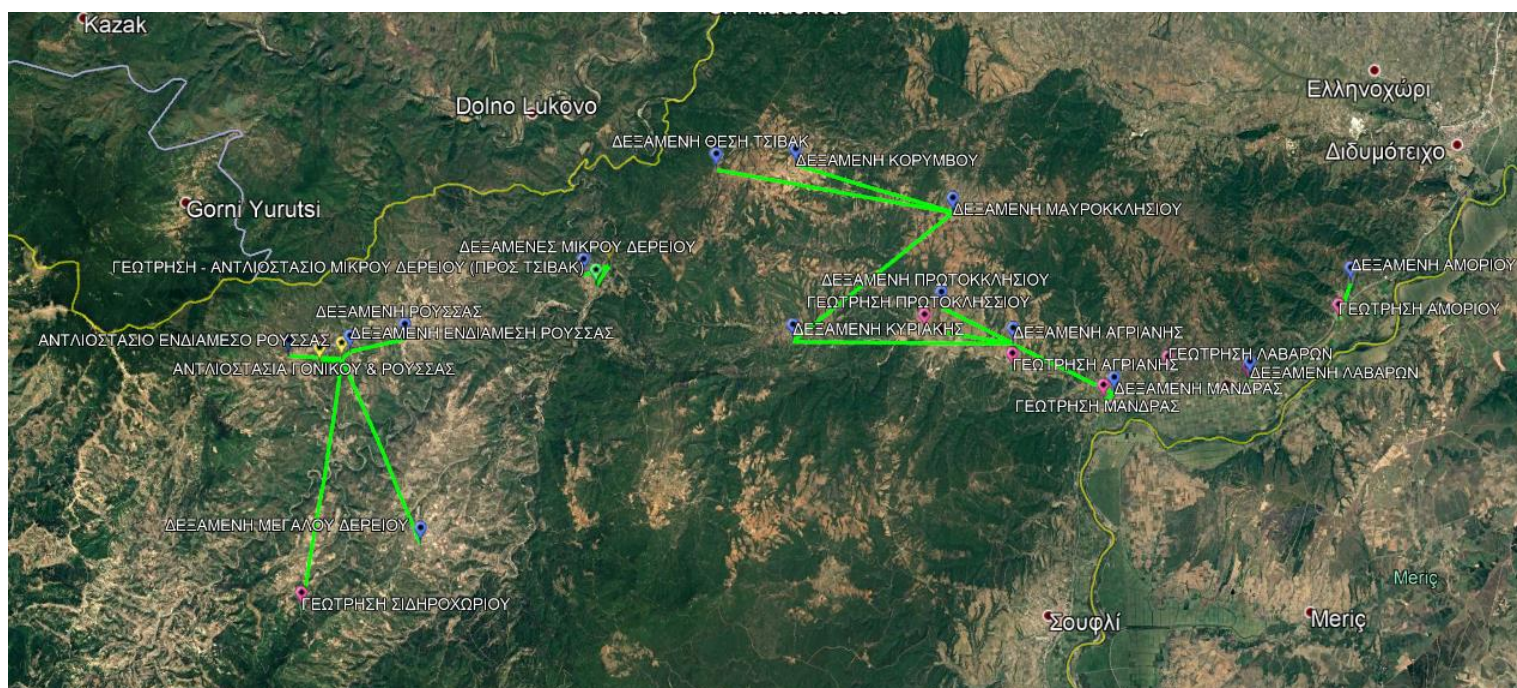 Kazak
Ελληνοχώρι
Dolno Lukovo
ΔΕΞΑΜΕΝΗ ΘΕΣΗ ΤΣΙΒΑΚ
ΔΕΞΑΜΕΝΗ ΚΟΡΥΜΒΟΥ
Διδυμότειχο
Gorni Yurutsi
ΔΕΞΑΜΕΝΗ ΜΑΥΡΟΚΚΛΗΣΙΟΥ
ΔΕΞΑΜΕΝΕΣ ΜΙΚΡΟΥ ΔΕΡΕΙΟΥ
ΓΕΩΤΡΗΣΗ - ΑΝΤΛΙΟΣΤΑΣΙΟ ΜΙΚΡΟΥ ΔΕΡΕΙΟΥ (ΠΡΟΣ ΤΣΙΒΑΚ)
ΔΕΞΑΜΕΝΗ ΑΜΟΡΙΟΥ
ΔΕΞΑΜΕΝΗ ΠΡΩΤΟΚΚΛΗΣΙΟΥ
ΓΕΩΤΡΗΣΗ ΠΡΩΤΟΚΛΗΣΣΙΟΥ
ΓΕΩΤΡΗΣΗ ΑΜΟΡΙΟΥ
ΔΕΞΑΜΕΝΗ ΡΟΥΣΣΑΣ
ΔΕΞΑΜΕΝΗ ΕΝΔΙΑΜΕΣΗ ΡΟΥΣΣΑΣ
ΔΕΞΑΜΕΝΗ ΚΥΡΙΑΚΗΣ
ΔΕΞΑΜΕΝΗ ΑΓΡΙΑΝΗΣ
ΑΝΤΛΙΟΣΤΑΣΙΟ ΕΝΔΙΑΜΕΣΟ ΡΟΥΣΣΑΣ
ΓΕΩΤΡΗΣΗ ΛΑΒΑΡΩΝ
ΑΝΤΛΙΟΣΤΑΣΙΑ ΓΟΝΙΚΟΥ & ΡΟΥΣΣΑΣ
ΓΕΩΤΡΗΣΗ ΑΓΡΙΑΝΗΣ
ΔΕΞΑΜΕΝΗ ΛΑΒΑΡΩΝ
ΔΕΞΑΜΕΝΗ ΜΑΝΔΡΑΣ
ΓΕΩΤΡΗΣΗ ΜΑΝΔΡΑΣ
ΔΕΞΑΜΕΝΗ ΜΕΓΑΛΟΥ ΔΕΡΕΙΟΥ
Meriç
ΓΕΩΤΡΗΣΗ ΣΙΔΗΡΟΧΩΡΙΟΥ
Σουφλί
Meriç